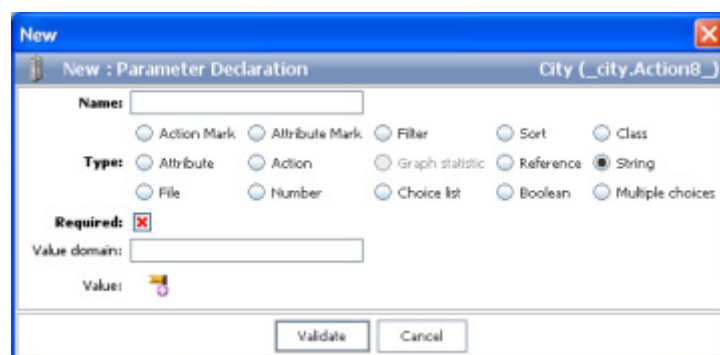 New
New : Parameter Declaration City (_city.Action8_)
Name:
Action Mark Attribute Mark Filter Sort Class
Type: Attribute Action Graph statistic Reference String
File Number Choice list Boolean Multiple choices
Required:
Value domain:
Value:
Validate Cancel